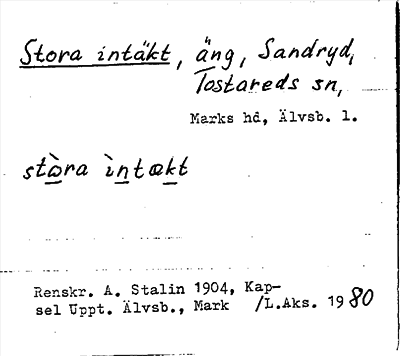 Stora intäkt, äng, Sandryd,
Tostareds sn,
Marks hd, Älvsb. l.
stòra ìntækt
Renskr. A. Stalin 1904, Kap-
sel Uppt. Älvsb., Mark /L.Aks. 1980